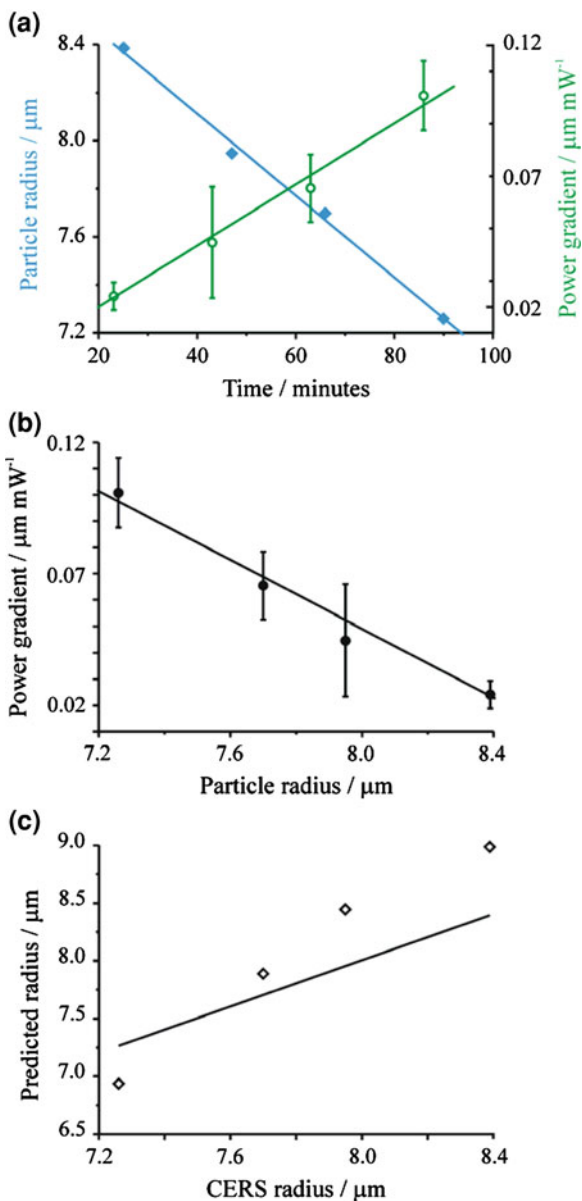 (a)
8.4
8.0
7.6
7.2
Particle radius / μm
0.12
0.07
0.02
Power gradient / μm mW⁻¹
20 40 60 80 100
Time / minutes
(b)
0.12
0.07
0.02
Power gradient / μm mW⁻¹
7.2 7.6 8.0 8.4
Particle radius / μm
(c)
9.0
8.5
8.0
7.5
7.0
6.5
Predicted radius / μm
7.2 7.6 8.0 8.4
CERS radius / μm